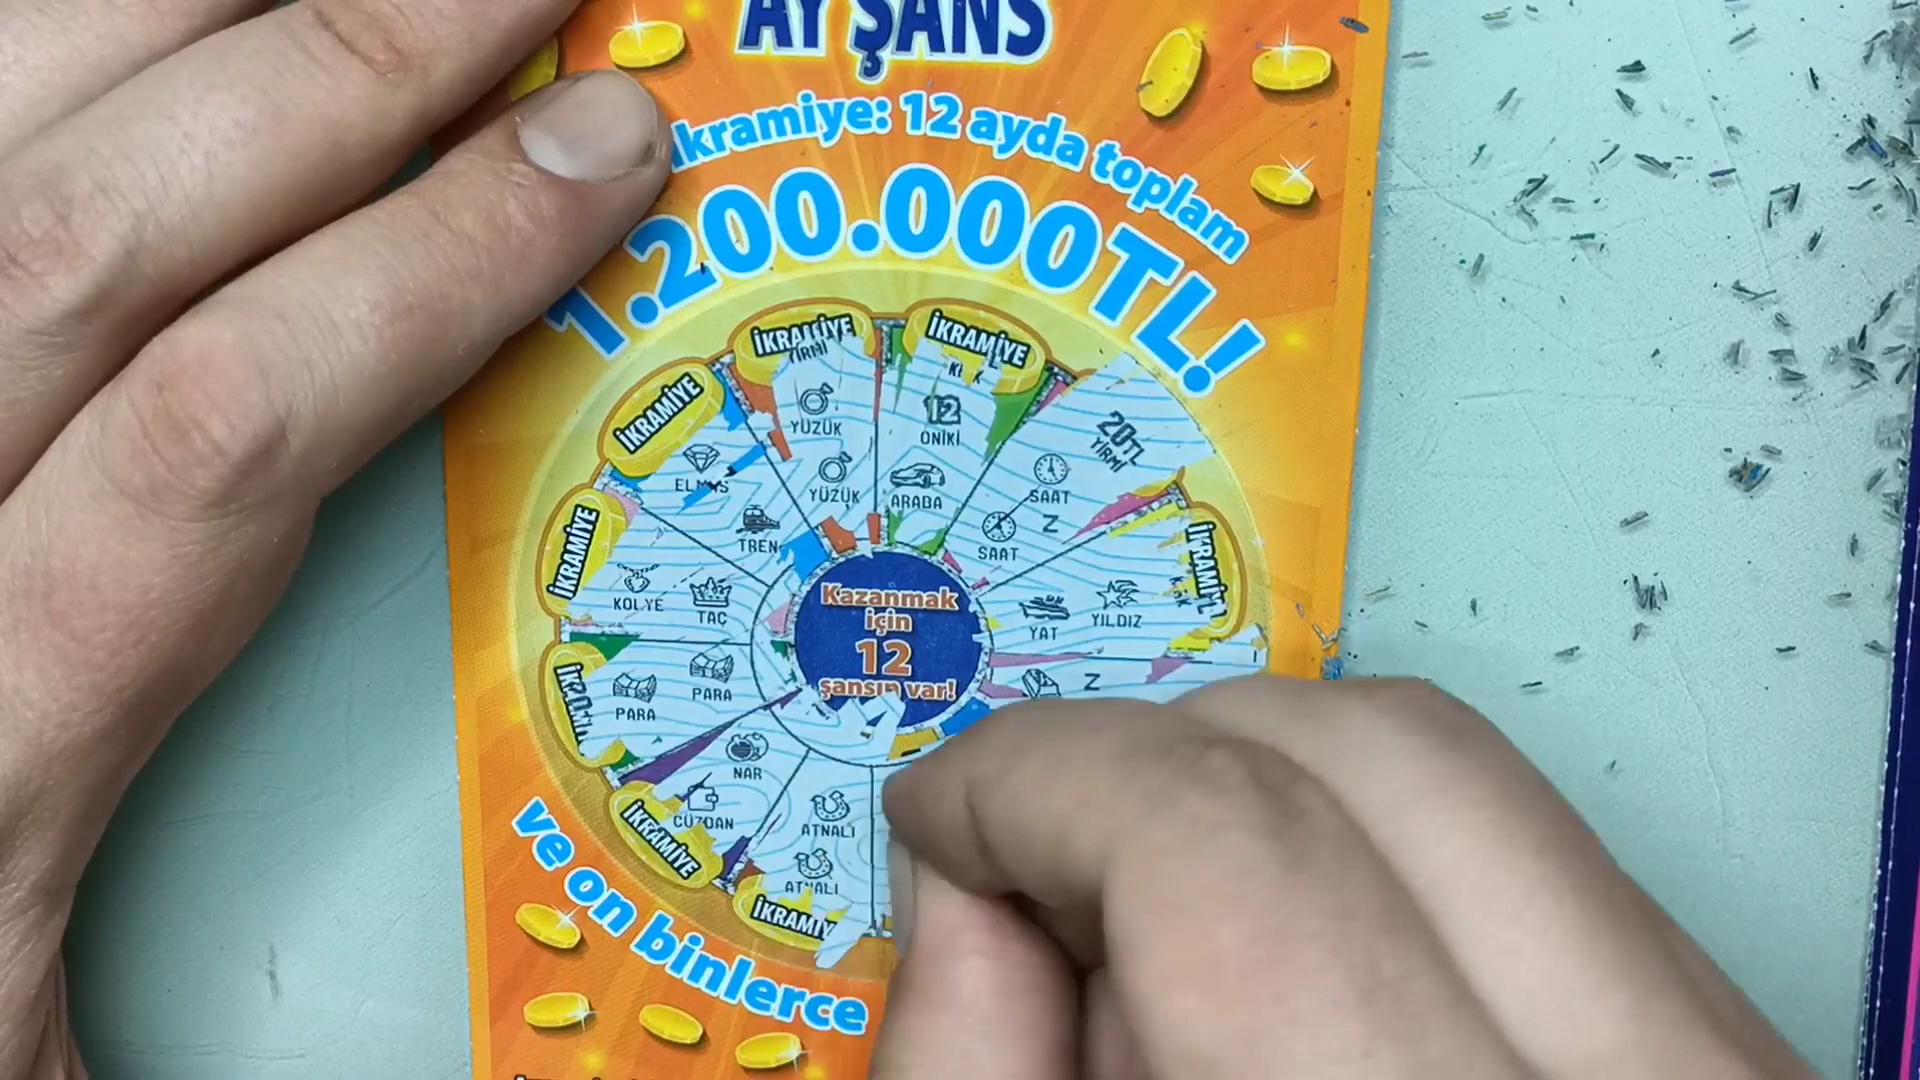 AY ŞANS
ikramiye: 12 ayda toplam
1.200.000TL!
İKRAMİYE
YİRMİ
YÜZÜK
YÜZÜK
İKRAMİYE
12
ONİKİ
ARABA
20TL
YİRMİ
SAAT
SAAT
Z
YAT
YILDIZ
Z
İKRAMİYE
ELMAS
TREN
İKRAMİYE
KOLYE
TAÇ
PARA
PARA
NAR
CÜZDAN
İKRAMİYE
ATNALI
ATNALI
İKRAMİY
Kazanmak
için
12
şansın var!
ve on binlerce